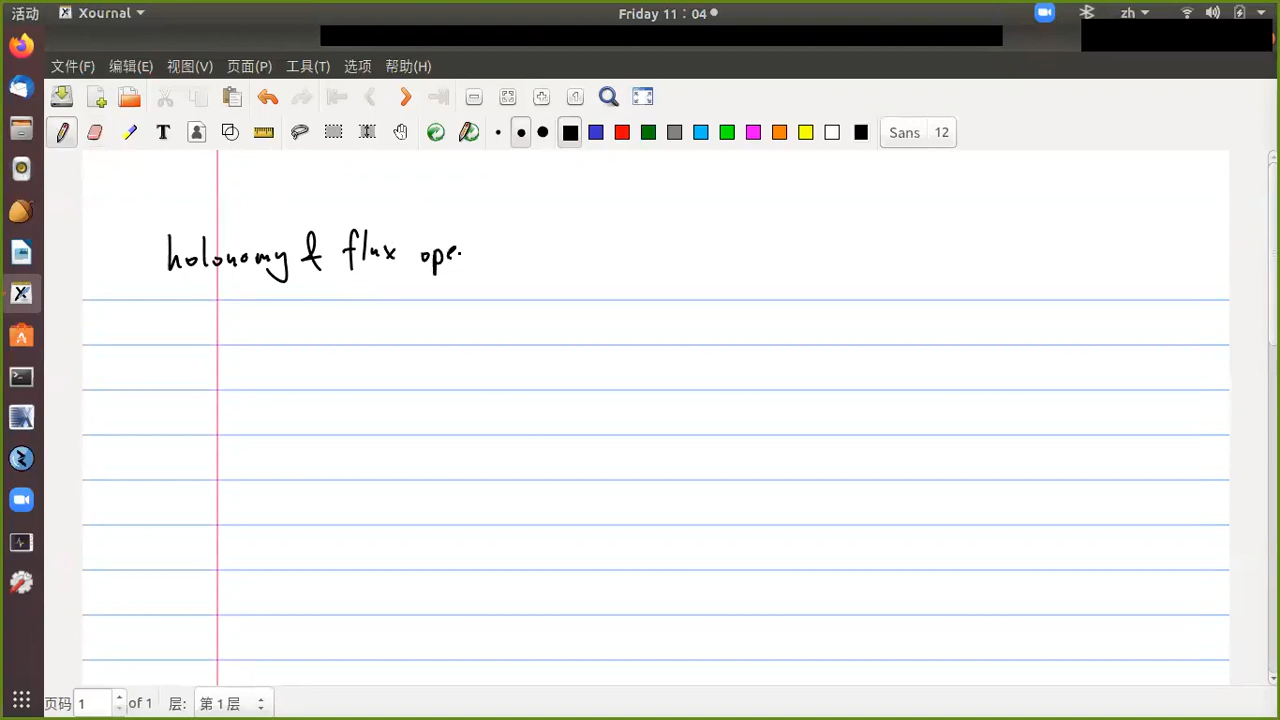 活动 Xournal Friday 11：04 zh
文件(F) 编辑(E) 视图(V) 页面(P) 工具(T) 选项 帮助(H)
T Sans 12
holonomy & flux ope
页码 1 of 1 层: 第 1 层